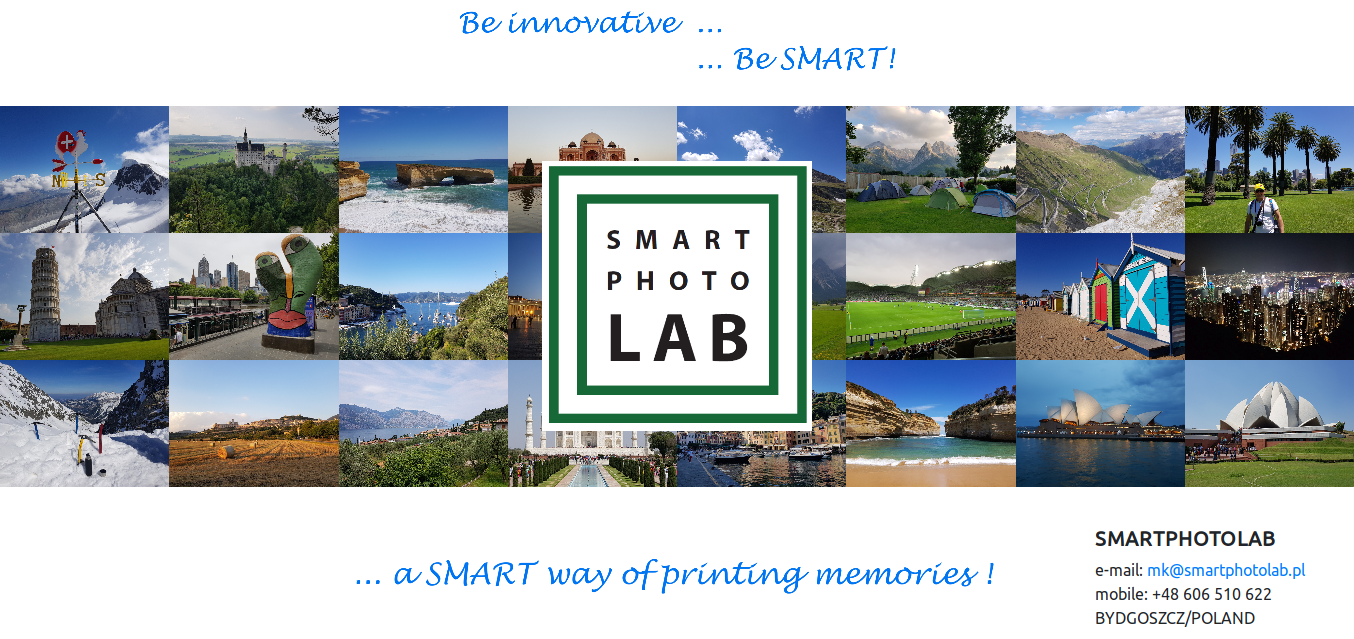 Be innovative ...
... Be SMART!
N S
SMART
PHOTO
LAB
... a SMART way of printing memories !
SMARTPHOTOLAB
e-mail: mk@smartphotolab.pl
mobile: +48 606 510 622
BYDGOSZCZ/POLAND